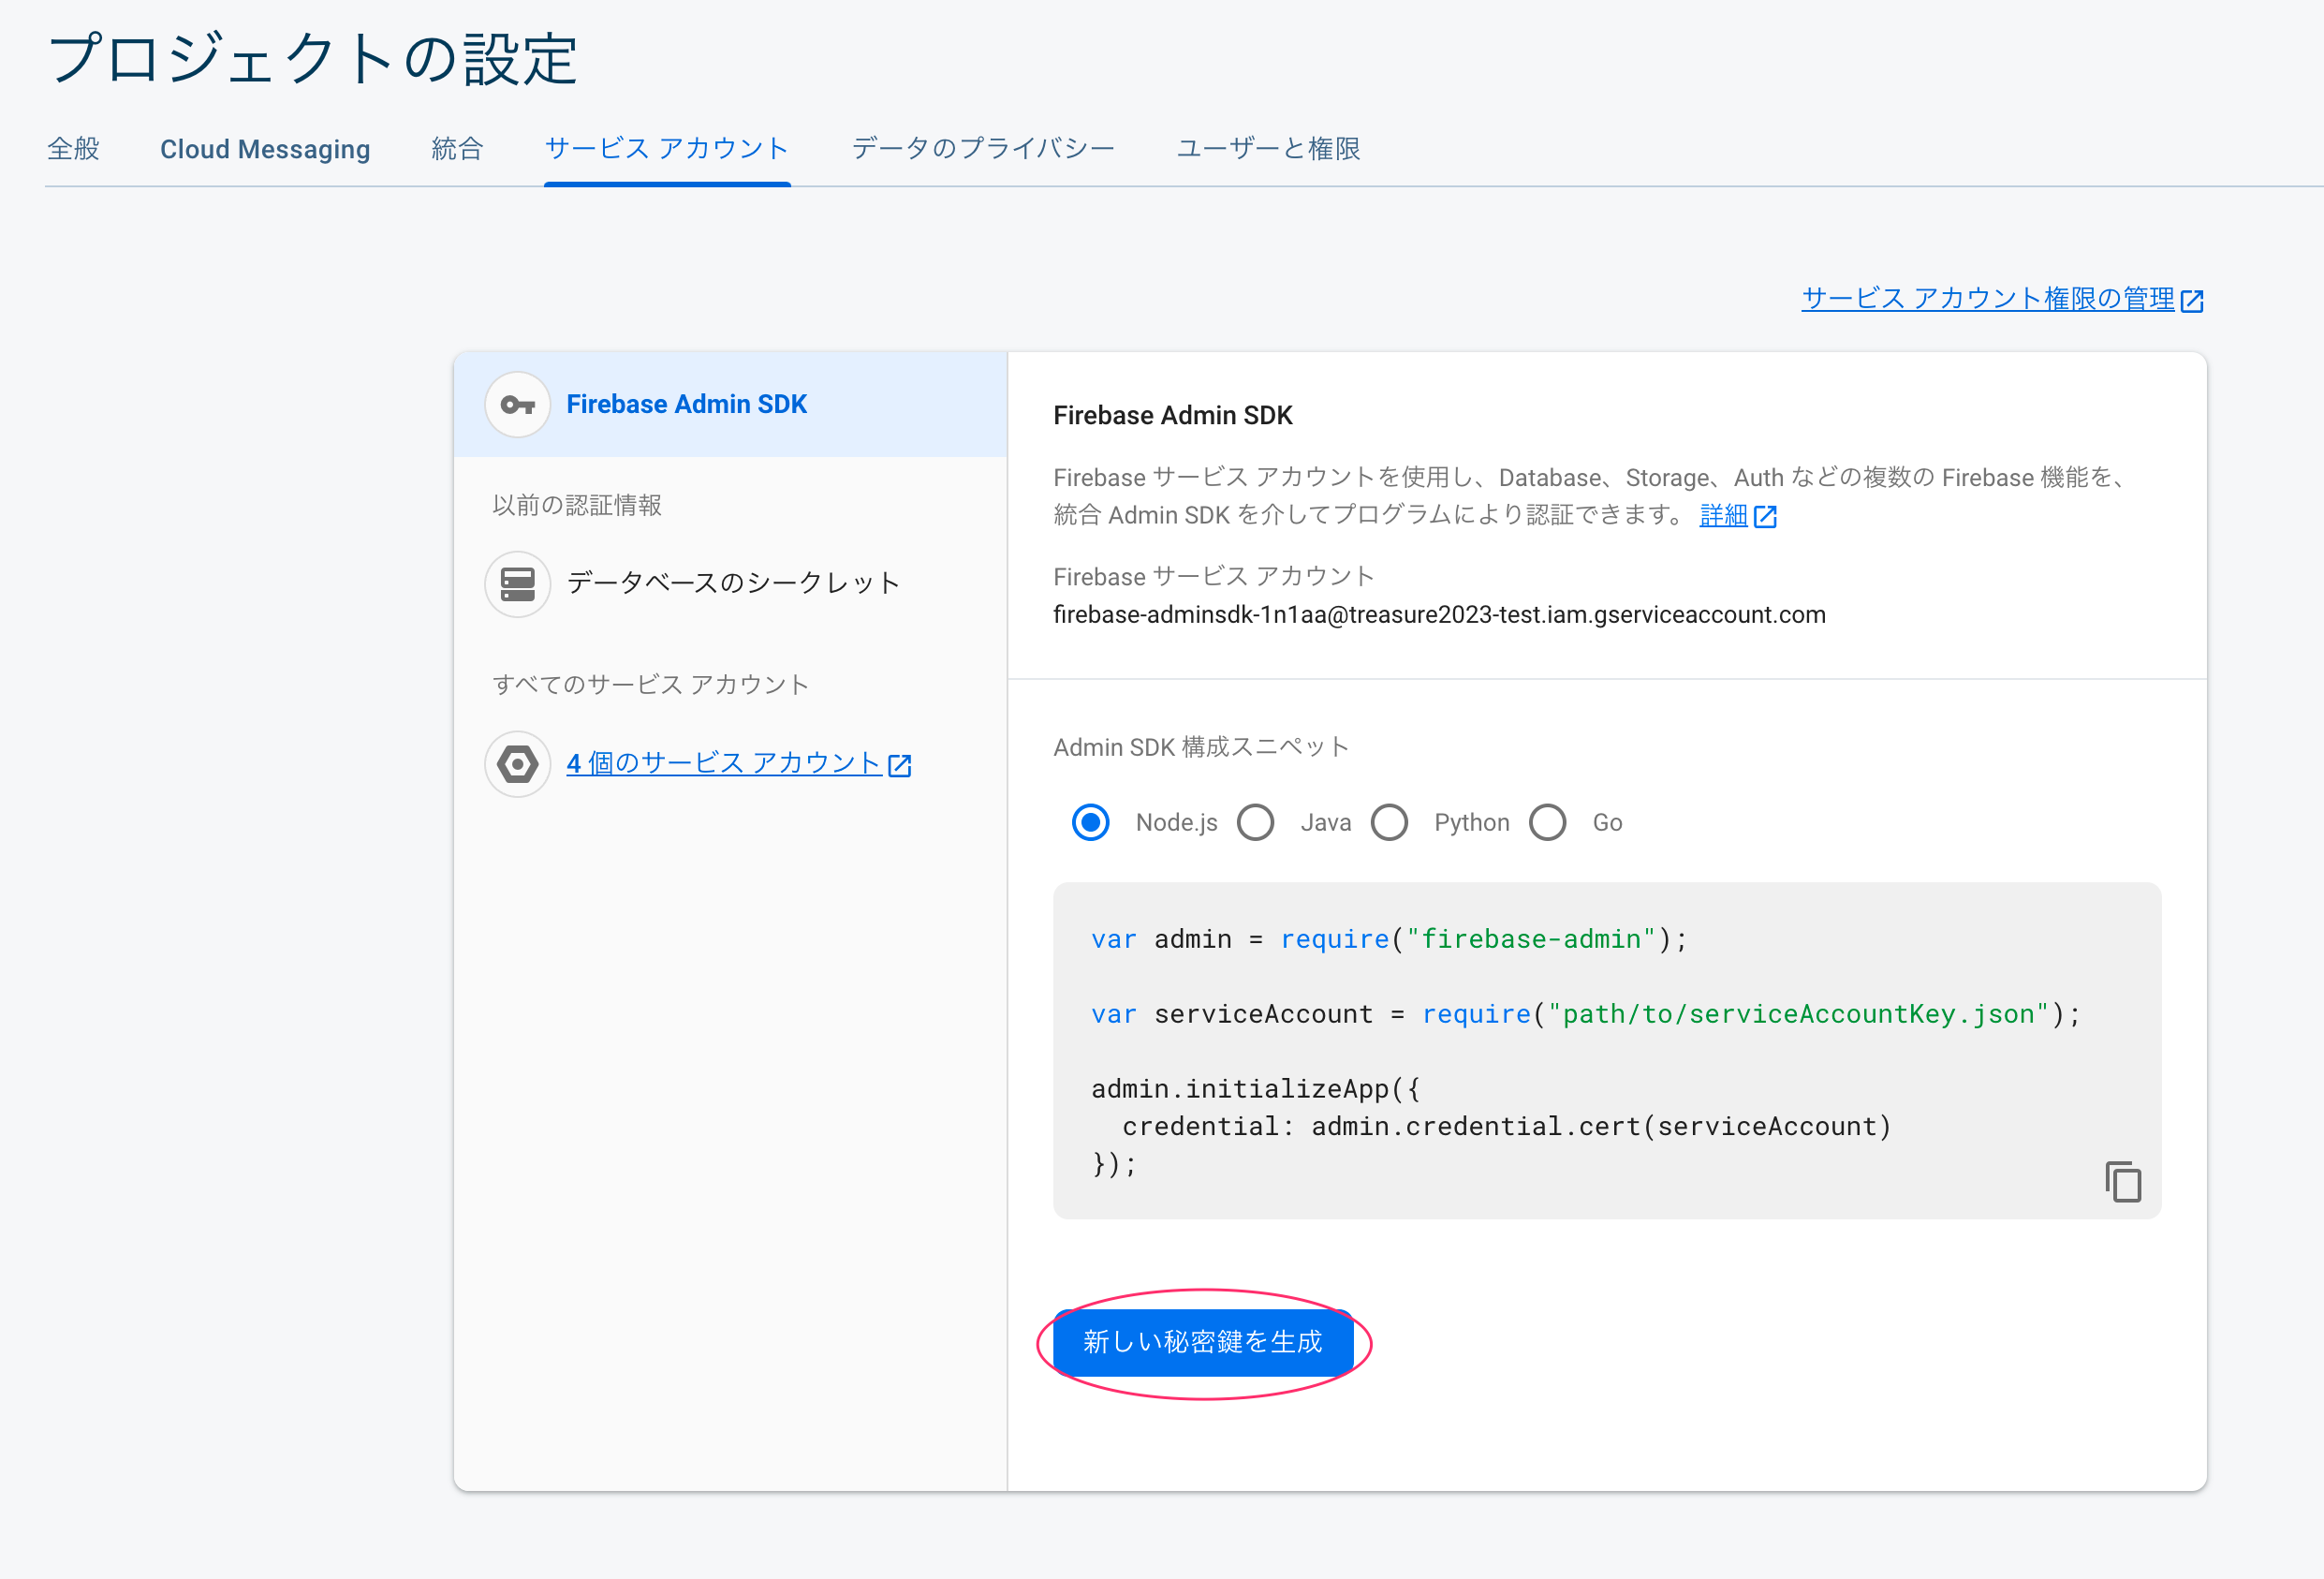 プロジェクトの設定
全般 Cloud Messaging 統合 サービス アカウント データのプライバシー ユーザーと権限
サービス アカウント権限の管理
Firebase Admin SDK
以前の認証情報
データベースのシークレット
すべてのサービス アカウント
4 個のサービス アカウント
Firebase Admin SDK
Firebase サービス アカウントを使用し、Database、Storage、Auth などの複数の Firebase 機能を、
統合 Admin SDK を介してプログラムにより認証できます。 詳細
Firebase サービス アカウント
firebase-adminsdk-1n1aa@treasure2023-test.iam.gserviceaccount.com
Admin SDK 構成スニペット
Node.js Java Python Go
var admin = require("firebase-admin");
var serviceAccount = require("path/to/serviceAccountKey.json");
admin.initializeApp({
  credential: admin.credential.cert(serviceAccount)
});
新しい秘密鍵を生成